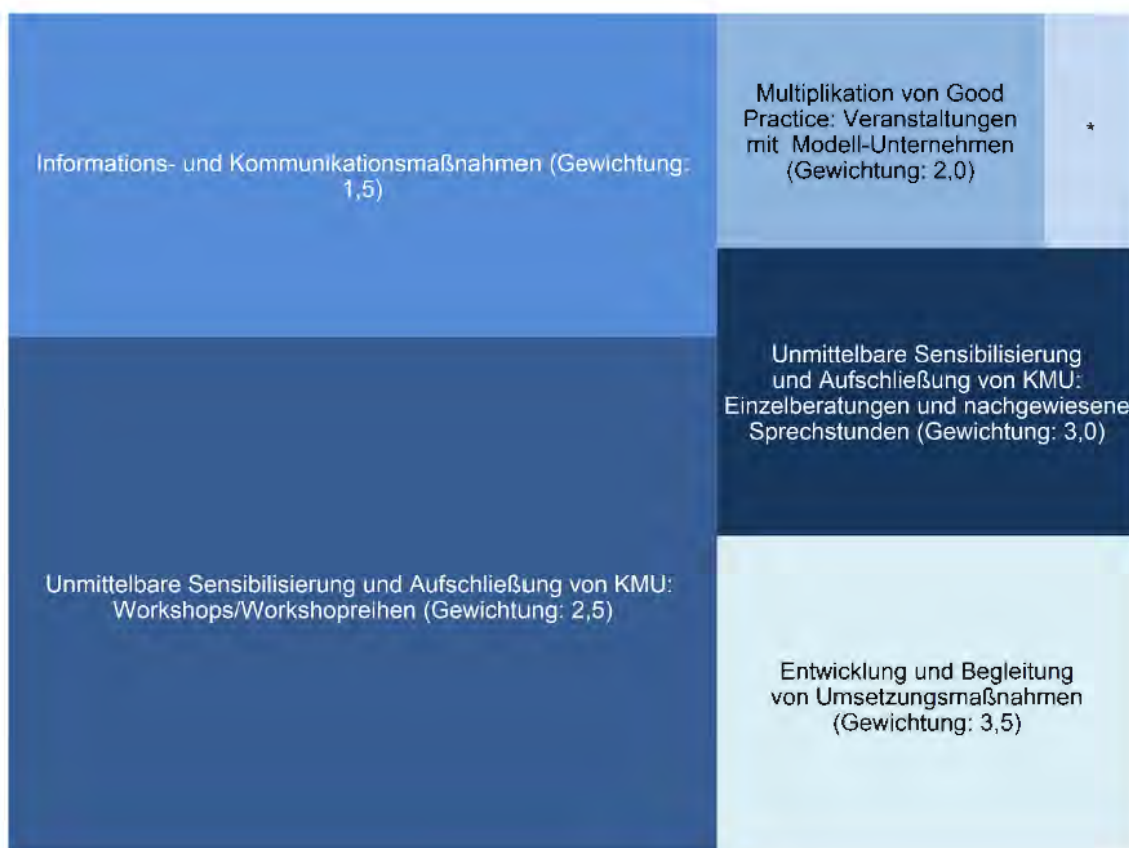 Informations- und Kommunikationsmaßnahmen (Gewichtung:
1,5)
Multiplikation von Good
Practice: Veranstaltungen
mit Modell-Unternehmen
(Gewichtung: 2,0)
*
Unmittelbare Sensibilisierung
und Aufschließung von KMU:
Einzelberatungen und nachgewiesene
Sprechstunden (Gewichtung: 3,0)
Unmittelbare Sensibilisierung und Aufschließung von KMU:
Workshops/Workshopreihen (Gewichtung: 2,5)
Entwicklung und Begleitung
von Umsetzungsmaßnahmen
(Gewichtung: 3,5)